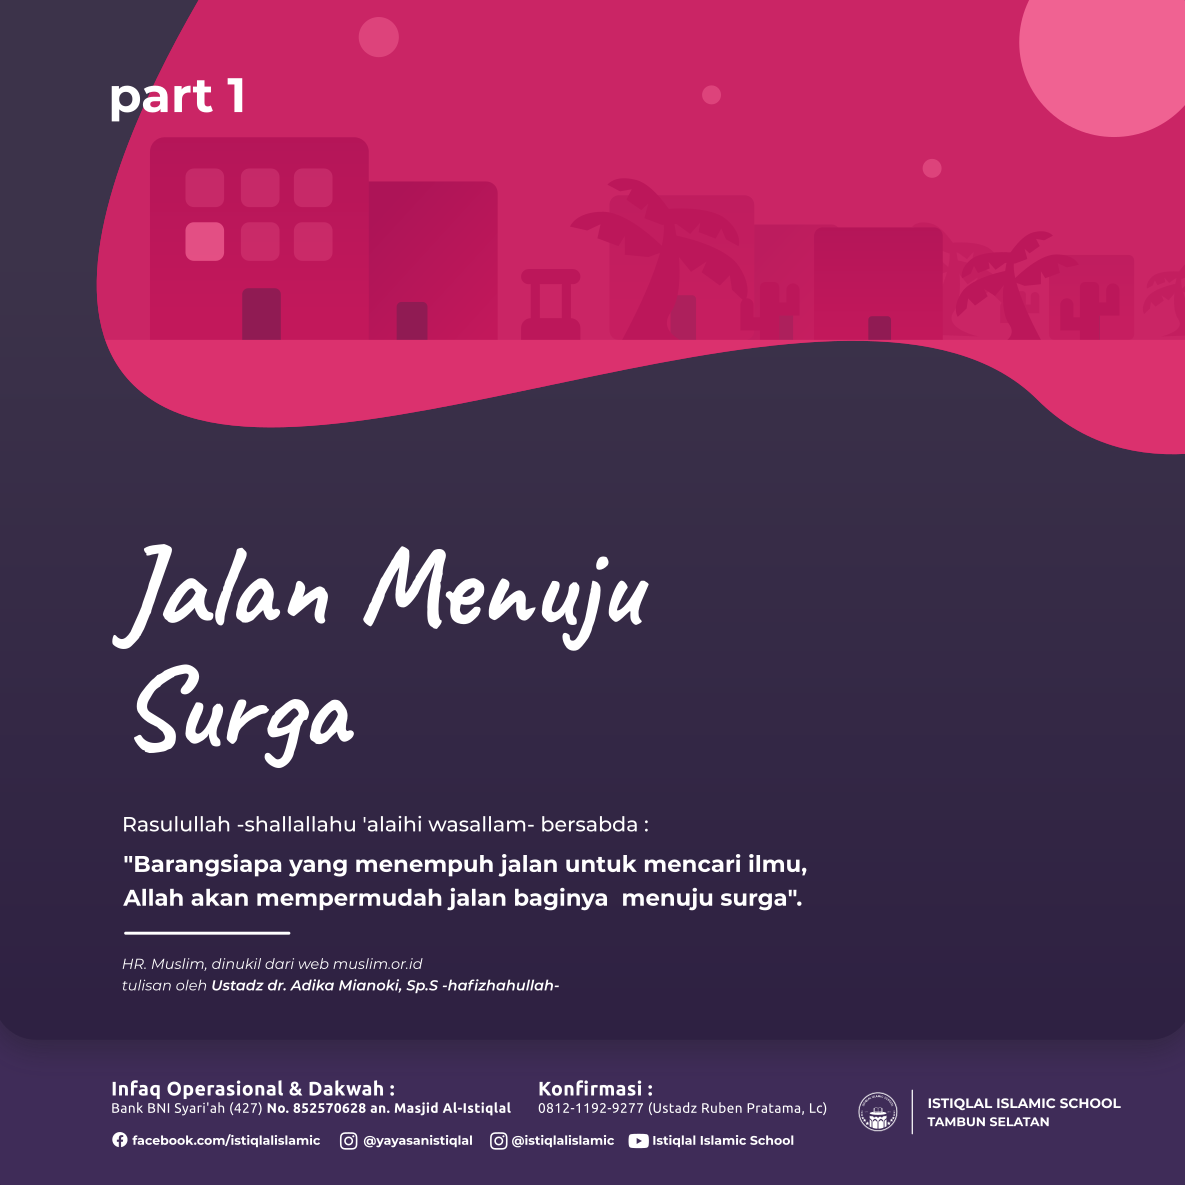 part 1
Jalan Menuju
Surga
Rasulullah -shallallahu 'alaihi wasallam- bersabda :
"Barangsiapa yang menempuh jalan untuk mencari ilmu,
Allah akan mempermudah jalan baginya  menuju surga".
HR. Muslim, dinukil dari web muslim.or.id
tulisan oleh Ustadz dr. Adika Mianoki, Sp.S -hafizhahullah-
Infaq Operasional & Dakwah :
Bank BNI Syari'ah (427) No. 852570628 an. Masjid Al-Istiqlal
Konfirmasi :
0812-1192-9277 (Ustadz Ruben Pratama, Lc)
facebook.com/istiqlalislamic @yayasanistiqlal @istiqlalislamic Istiqlal Islamic School
ISTIQLAL ISLAMIC SCHOOL
TAMBUN SELATAN